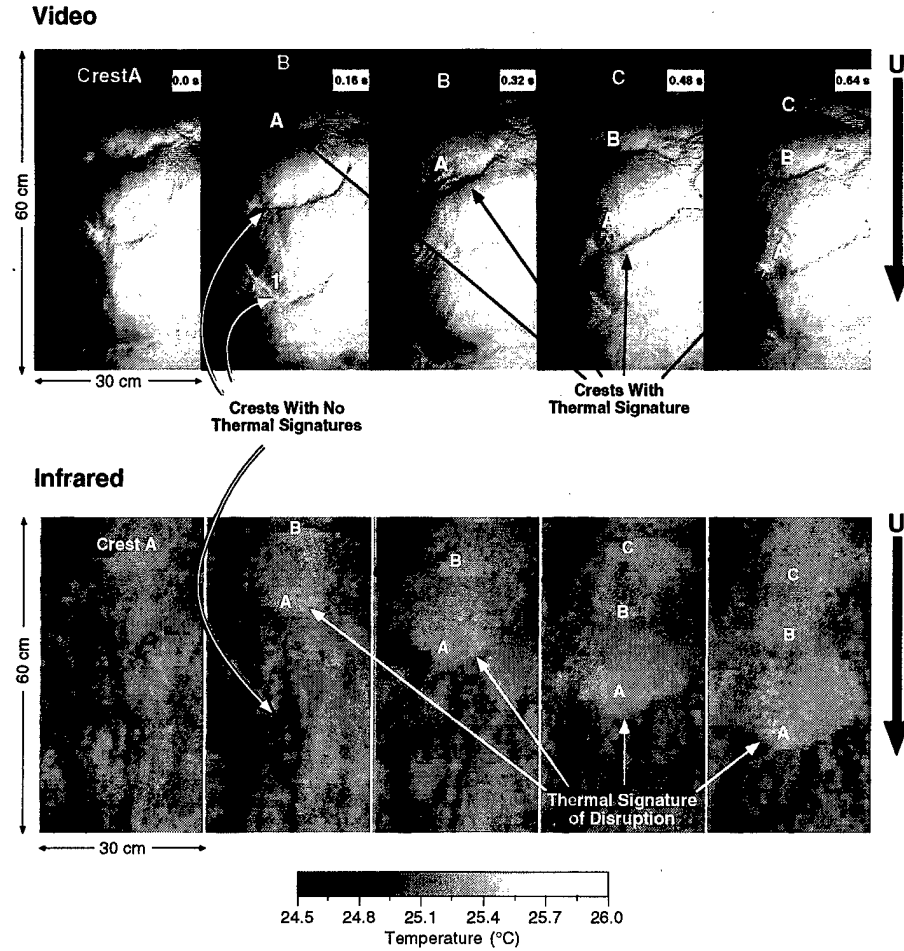 Video
U
CrestA
0.0 s
B
0.16 s
A
1
B
0.32 s
A
C
0.48 s
B
A
C
0.64 s
B
A
60 cm
30 cm
Crests With No
Thermal Signatures
Crests With
Thermal Signature
Infrared
U
Crest A
B
A
B
A
C
B
A
C
B
A
60 cm
Thermal Signature
of Disruption
30 cm
24.5 24.8 25.1 25.4 25.7 26.0
Temperature (°C)